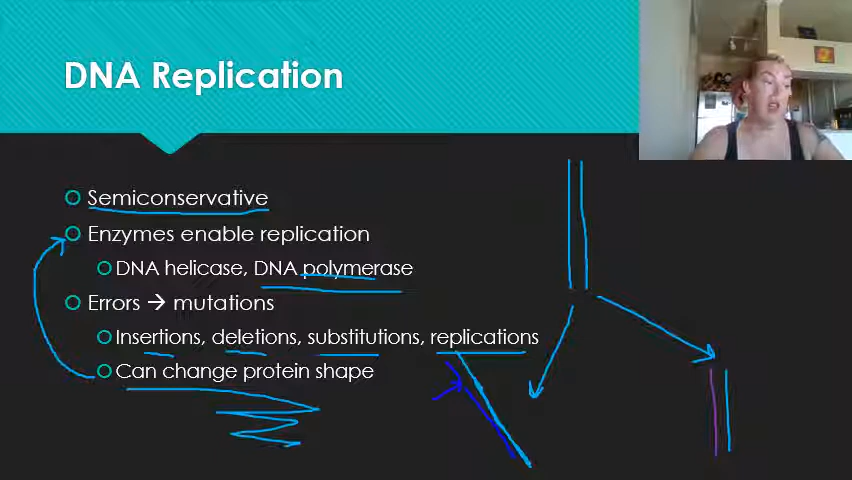 DNA Replication
Semiconservative
Enzymes enable replication
DNA helicase, DNA polymerase
Errors → mutations
Insertions, deletions, substitutions, replications
Can change protein shape